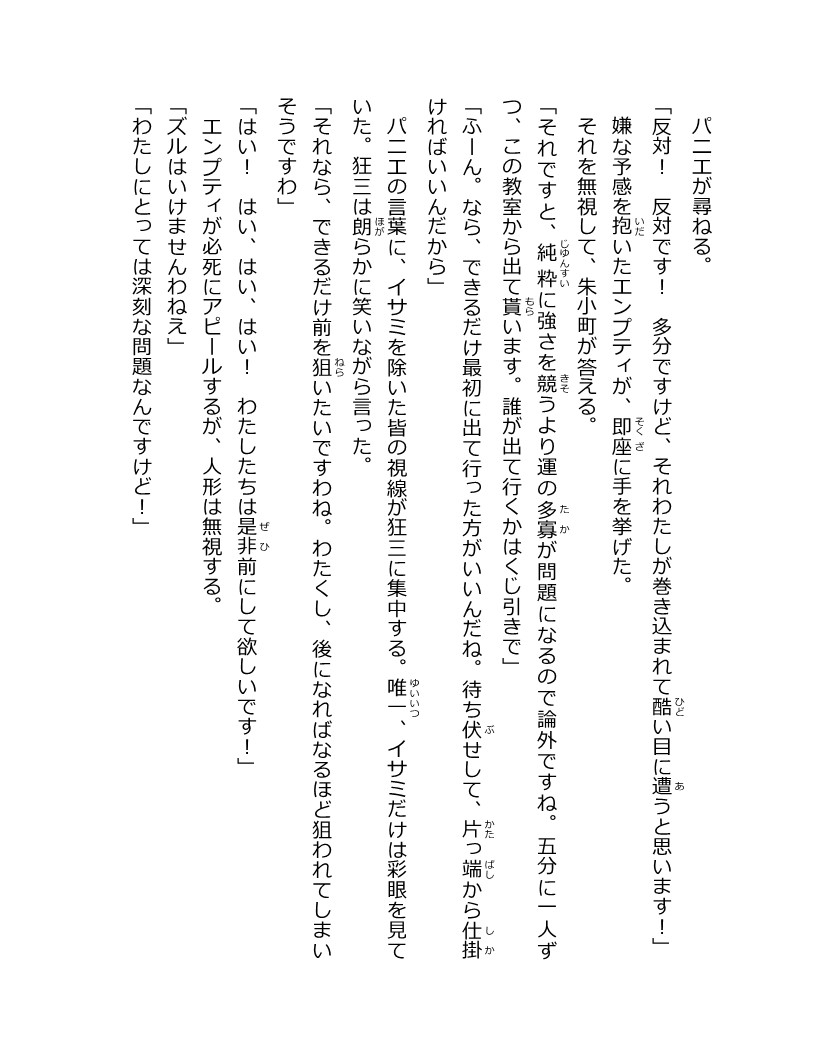 パニエが尋ねる。
「反対！　反対です！　多分ですけど、それわたしが巻き込まれて酷い目に遭うと思います！」
　嫌な予感を抱いたエンプティが、即座に手を挙げた。
　それを無視して、朱小町が答える。
「それですと、純粋に強さを競うより運の多寡が問題になるので論外ですね。五分に一人ず
つ、この教室から出て貰います。誰が出て行くかはくじ引きで」
「ふーん。なら、できるだけ最初に出て行った方がいいんだね。待ち伏せして、片っ端から仕掛
ければいいんだから」
　パニエの言葉に、イサミを除いた皆の視線が狂三に集中する。唯一、イサミだけは彩眼を見て
いた。狂三は朗らかに笑いながら言った。
「それなら、できるだけ前を狙いたいですわね。わたくし、後になればなるほど狙われてしまい
そうですわ」
「はい！　はい、はい、はい！　わたしたちは是非前にして欲しいです！」
　エンプティが必死にアピールするが、人形は無視する。
「ズルはいけませんわねえ」
「わたしにとっては深刻な問題なんですけど！」